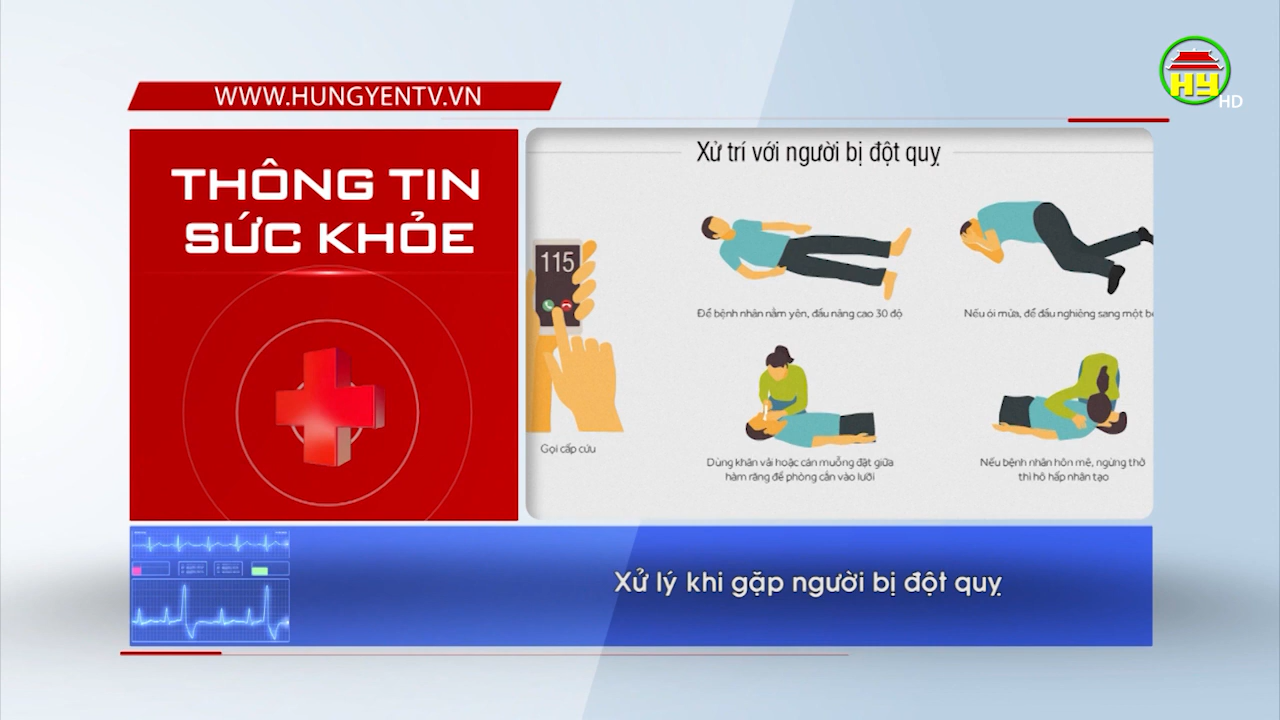 WWW.HUNGYENTV.VN
HY
HD
THÔNG TIN
SỨC KHỎE
Xử trí với người bị đột quỵ
115
Gọi cấp cứu
Để bệnh nhân nằm yên, đầu nâng cao 30 độ
Nếu ói mửa, để đầu nghiêng sang một
Dùng khăn vải hoặc cán muỗng đặt giữa
hàm răng để phòng cắn vào lưỡi
Nếu bệnh nhân hôn mê, ngừng thở
thì hô hấp nhân tạo
Xử lý khi gặp người bị đột quỵ